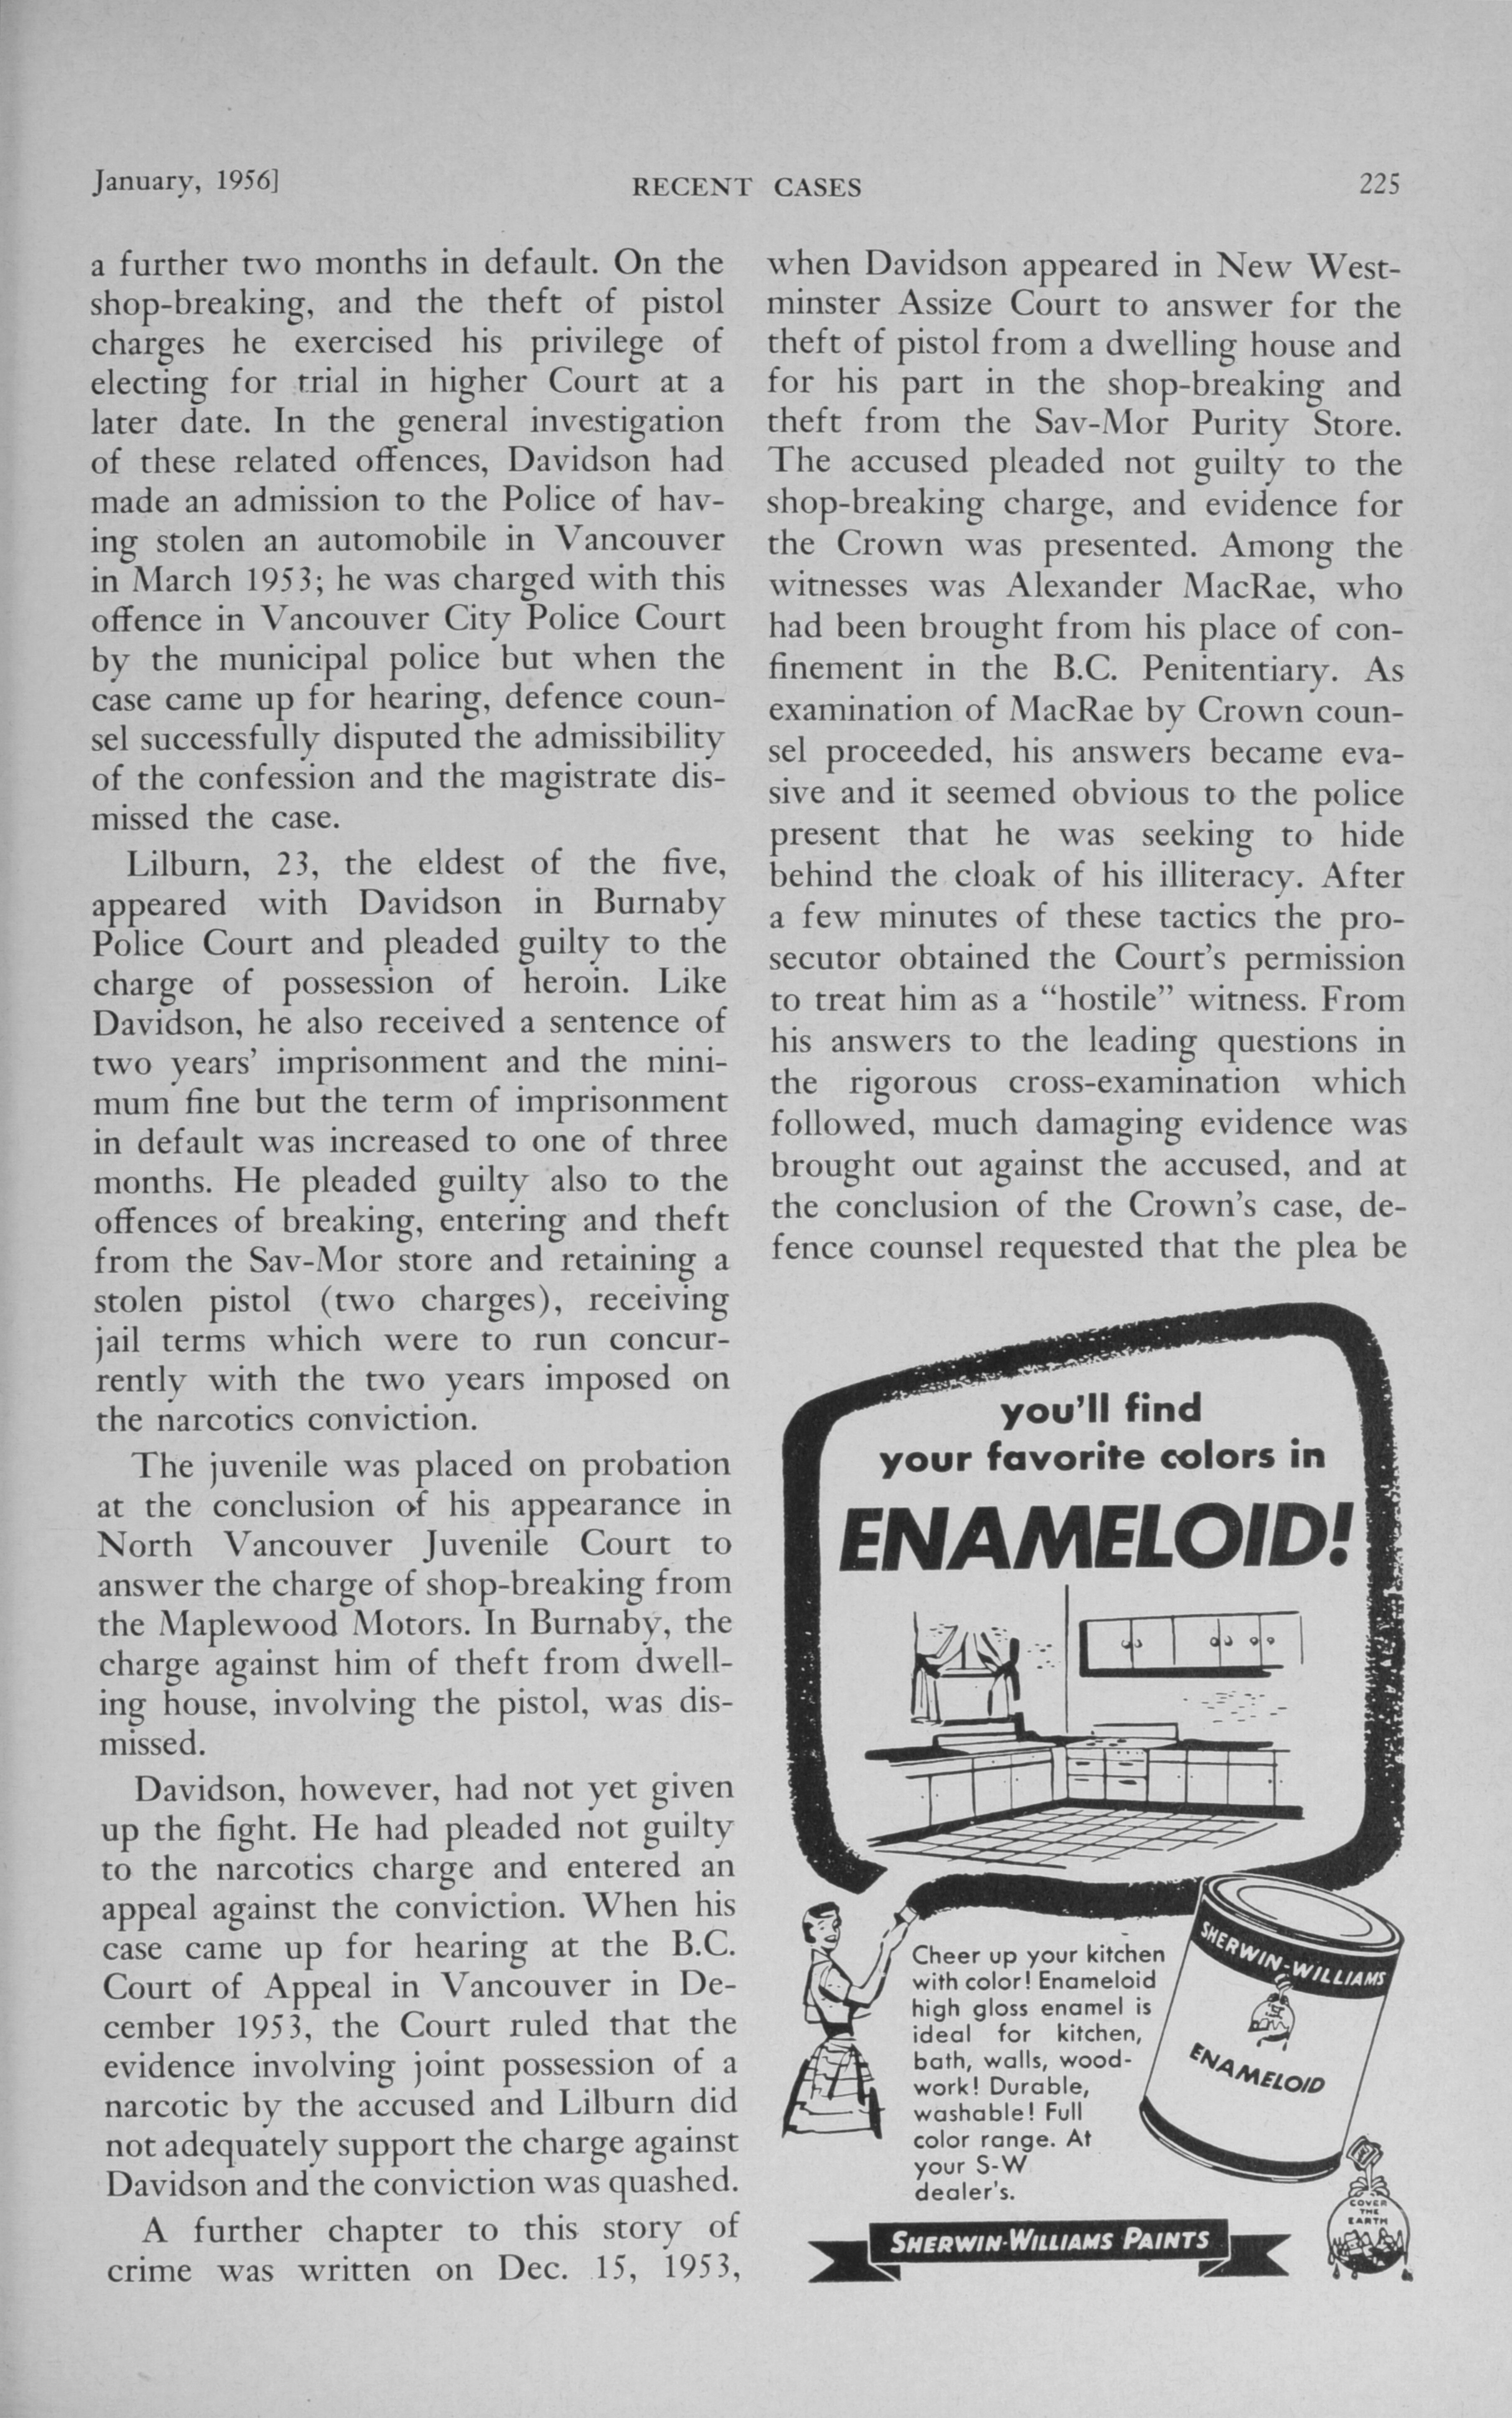 January, 1956]
RECENT CASES
225
a further two months in default. On the
shop-breaking, and the theft of pistol
charges he exercised his privilege of
electing for trial in higher Court at a
later date. In the general investigation
of these related offences, Davidson had
made an admission to the Police of hav-
ing stolen an automobile in Vancouver
in March 1953; he was charged with this
offence in Vancouver City Police Court
by the municipal police but when the
case came up for hearing, defence coun-
sel successfully disputed the admissibility
of the confession and the magistrate dis-
missed the case.
Lilburn, 23, the eldest of the five,
appeared with Davidson in Burnaby
Police Court and pleaded guilty to the
charge of possession of heroin. Like
Davidson, he also received a sentence of
two years' imprisonment and the mini-
mum fine but the term of imprisonment
in default was increased to one of three
months. He pleaded guilty also to the
offences of breaking, entering and theft
from the Sav-Mor store and retaining a
stolen pistol (two charges), receiving
jail terms which were to run concur-
rently with the two years imposed on
the narcotics conviction.
The juvenile was placed on probation
at the conclusion of his appearance in
North Vancouver Juvenile Court to
answer the charge of shop-breaking from
the Maplewood Motors. In Burnaby, the
charge against him of theft from dwell-
ing house, involving the pistol, was dis-
missed.
Davidson, however, had not yet given
up the fight. He had pleaded not guilty
to the narcotics charge and entered an
appeal against the conviction. When his
case came up for hearing at the B.C.
Court of Appeal in Vancouver in De-
cember 1953, the Court ruled that the
evidence involving joint possession of a
narcotic by the accused and Lilburn did
not adequately support the charge against
Davidson and the conviction was quashed.
A further chapter to this story of
crime was written on Dec. 15, 1953,
when Davidson appeared in New West-
minster Assize Court to answer for the
theft of pistol from a dwelling house and
for his part in the shop-breaking and
theft from the Sav-Mor Purity Store.
The accused pleaded not guilty to the
shop-breaking charge, and evidence for
the Crown was presented. Among the
witnesses was Alexander MacRae, who
had been brought from his place of con-
finement in the B.C. Penitentiary. As
examination of MacRae by Crown coun-
sel proceeded, his answers became eva-
sive and it seemed obvious to the police
present that he was seeking to hide
behind the cloak of his illiteracy. After
a few minutes of these tactics the pro-
secutor obtained the Court's permission
to treat him as a "hostile" witness. From
his answers to the leading questions in
the rigorous cross-examination which
followed, much damaging evidence was
brought out against the accused, and at
the conclusion of the Crown's case, de-
fence counsel requested that the plea be
you'll find
your favorite colors in
ENAMELOID!
Cheer up your kitchen
with color! Enameloid
high gloss enamel is
ideal for kitchen,
bath, walls, wood-
work! Durable,
washable! Full
color range. At
your S-W
dealer's.
SHERWIN-WILLIAMS
ENAMELOID
COVER
THE
EARTH
SHERWIN-WILLIAMS PAINTS